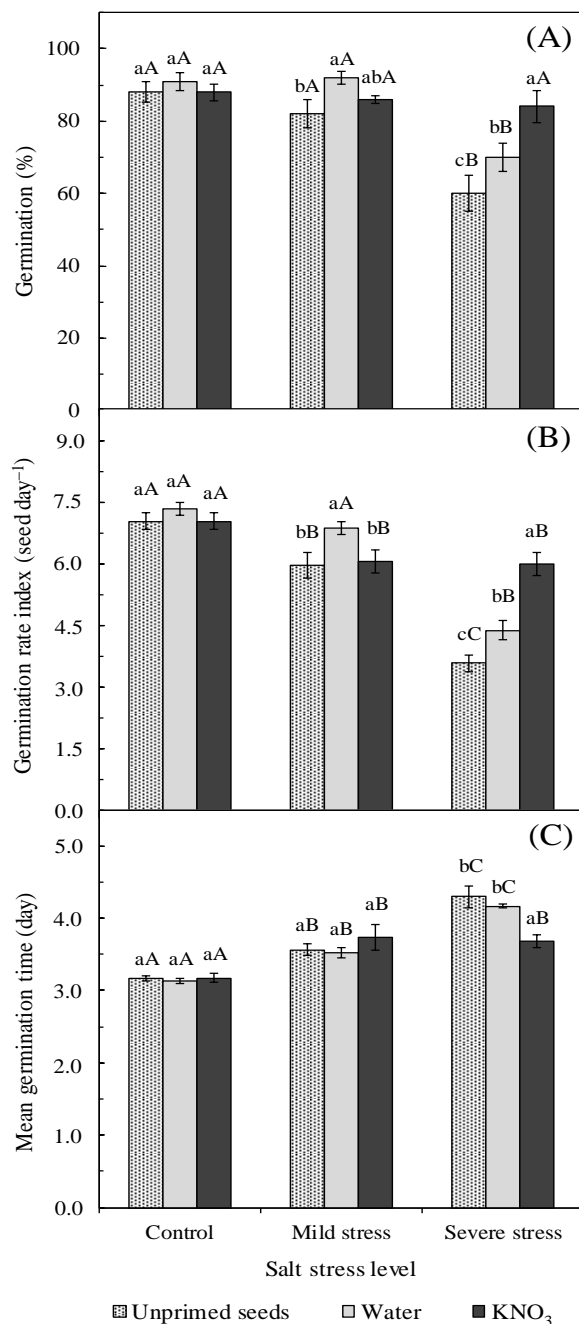 (A)
100
80
60
40
20
0
Germination (%)
aA aA aA
bA aA abA
cB bB aA
(B)
9.0
7.5
6.0
4.5
3.0
1.5
0.0
Germination rate index (seed day⁻¹)
aA aA aA
bB aA bB
cC bB aB
(C)
5.0
4.0
3.0
2.0
1.0
0.0
Mean germination time (day)
aA aA aA
aB aB aB
bC bC aB
Control Mild stress Severe stress
Salt stress level
Unprimed seeds Water KNO₃